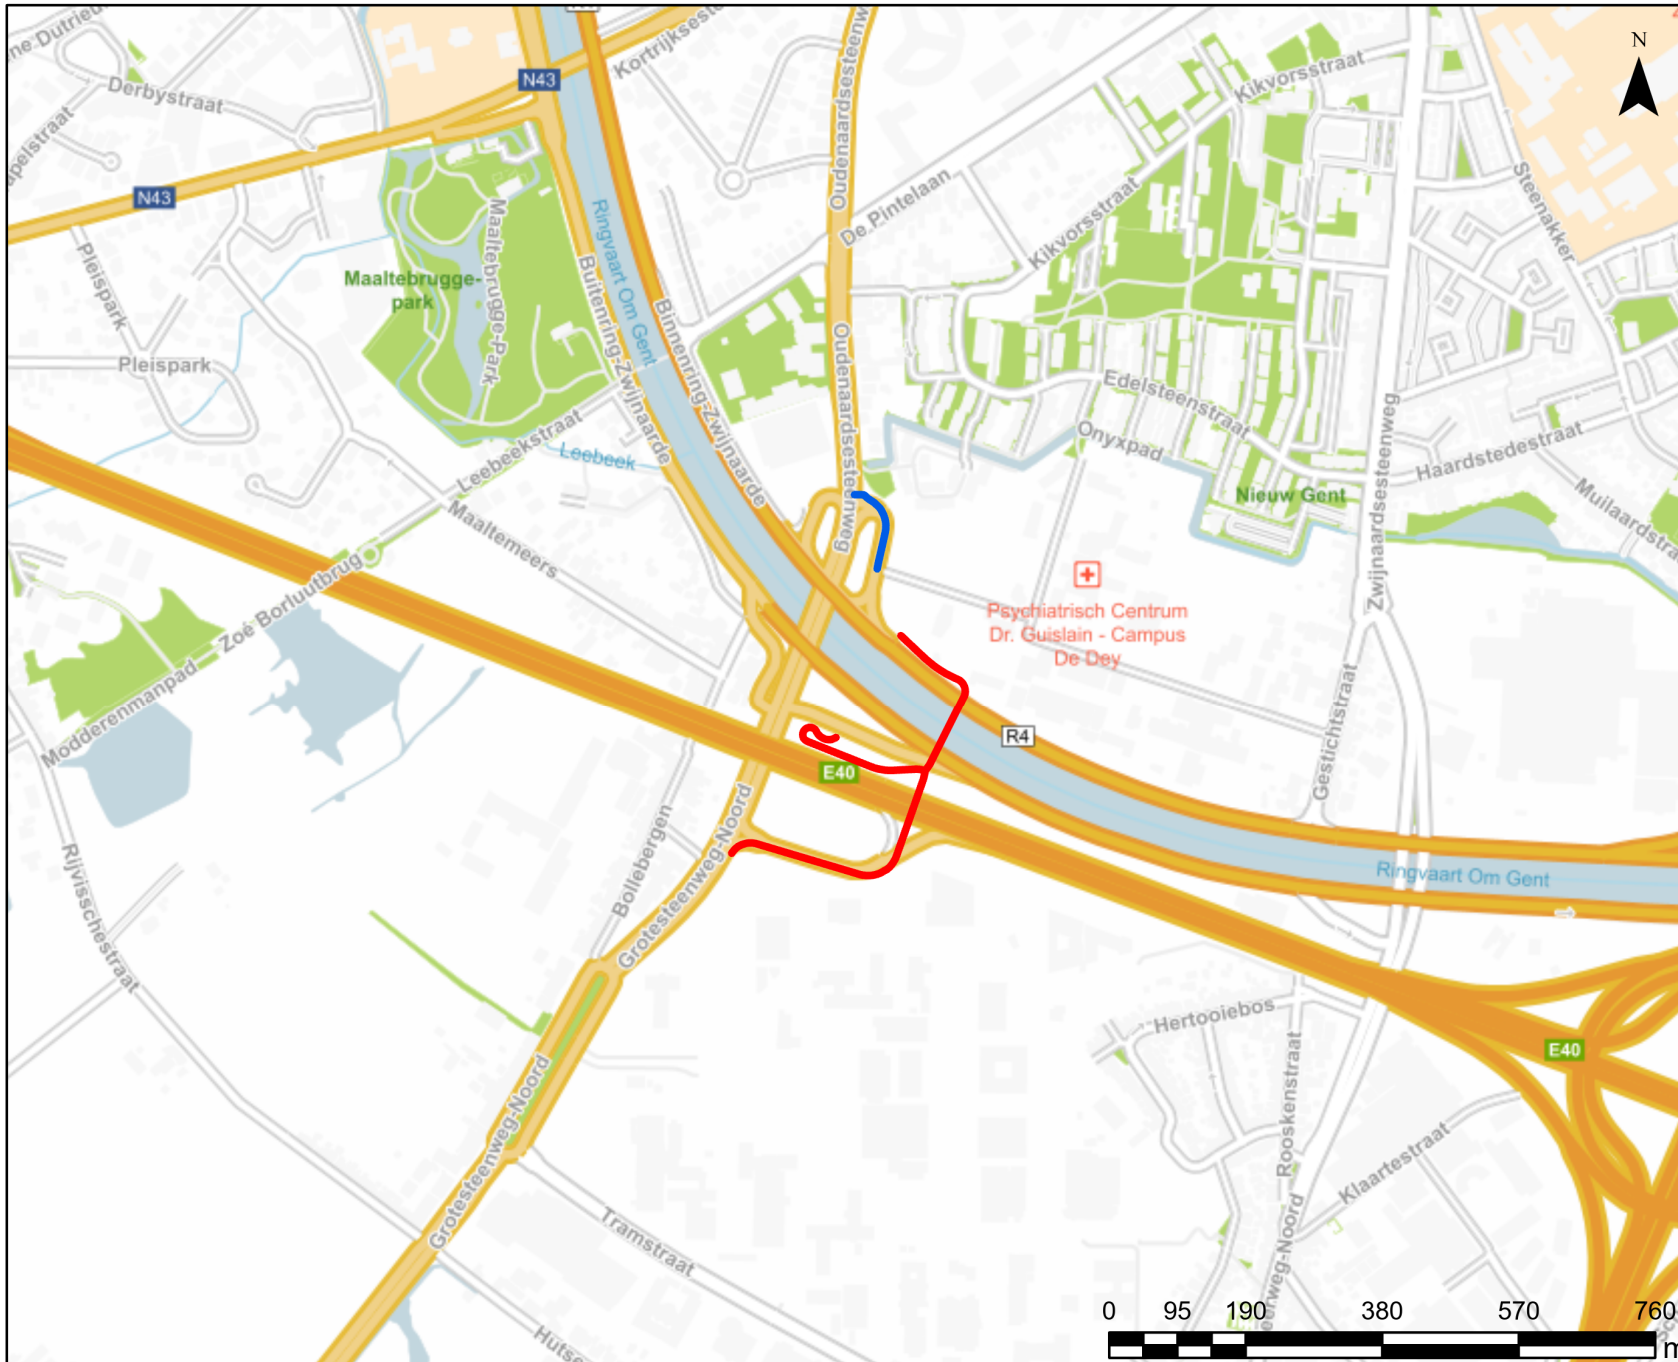 N
Derbystraat
N43
N43
Pleispark
Pleispark
Maaltebrugge-
park
Maaltebrugge-Park
Ringvaart Om Gent
Buitenring-Zwijnaarde
Binnenring-Zwijnaarde
De Pintelaan
Kikvorsstraat
Kikvorsstraat
Steenakker
Oudenaardsesteenweg
Edelsteenstraat
Onyxpad
Nieuw Gent
Haardstedestraat
Zwijnaardsesteenweg
Leebeekstraat
Leebeek
Maaltemeers
Zoë Borluutbrug
Modderenmanpad
Psychiatrisch Centrum
Dr. Guislain - Campus
De Dey
R4
E40
Gestichtstraat
Bollebergen
Grotesteenweg-Noord
Rijvisschestraat
Ringvaart Om Gent
Hertooiebos
E40
Rooskenstraat
Klaartestraat
Grotesteenweg-Noord
Tramstraat
0 95 190 380 570 760